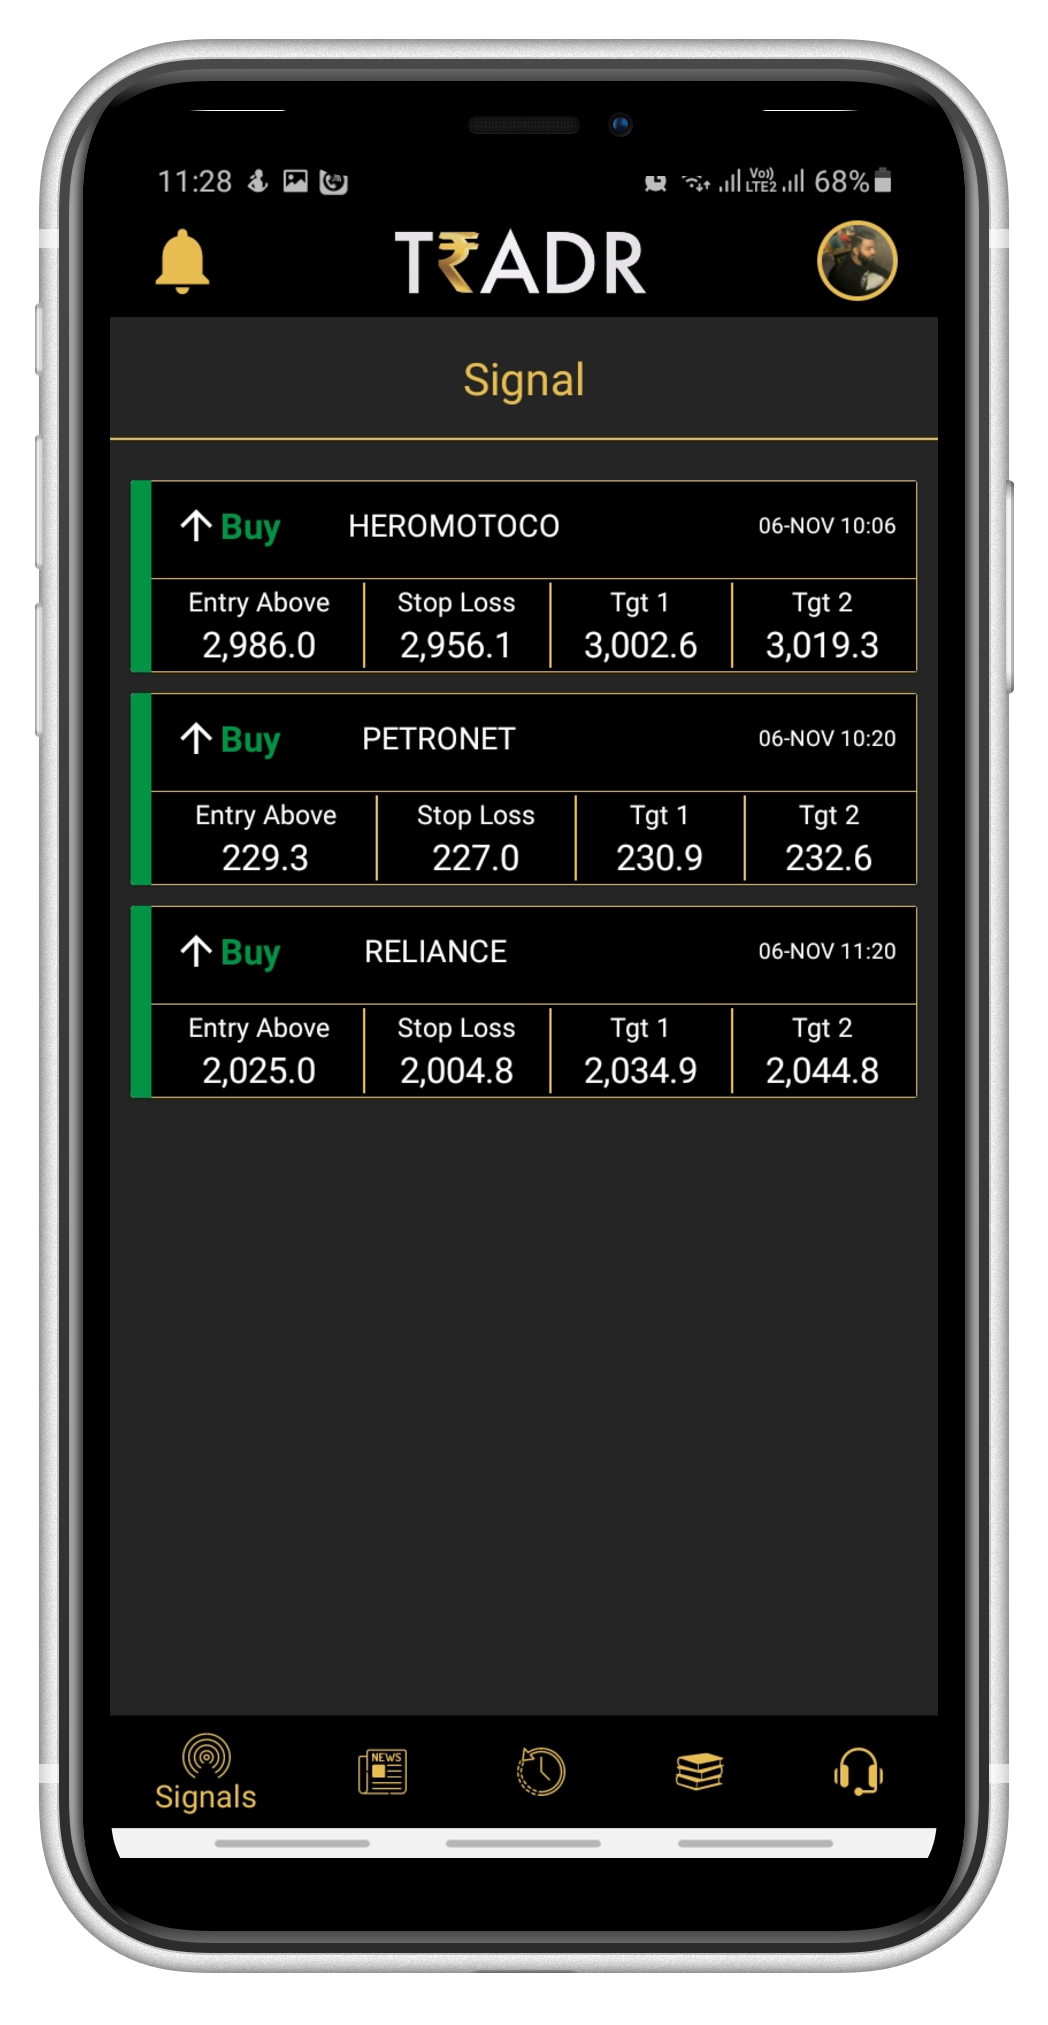 11:28 Vo)) LTE2 68%
T₹ADR
Signal
Buy HEROMOTOCO 06-NOV 10:06
Entry Above Stop Loss Tgt 1 Tgt 2
2,986.0 2,956.1 3,002.6 3,019.3
Buy PETRONET 06-NOV 10:20
Entry Above Stop Loss Tgt 1 Tgt 2
229.3 227.0 230.9 232.6
Buy RELIANCE 06-NOV 11:20
Entry Above Stop Loss Tgt 1 Tgt 2
2,025.0 2,004.8 2,034.9 2,044.8
NEWS
Signals